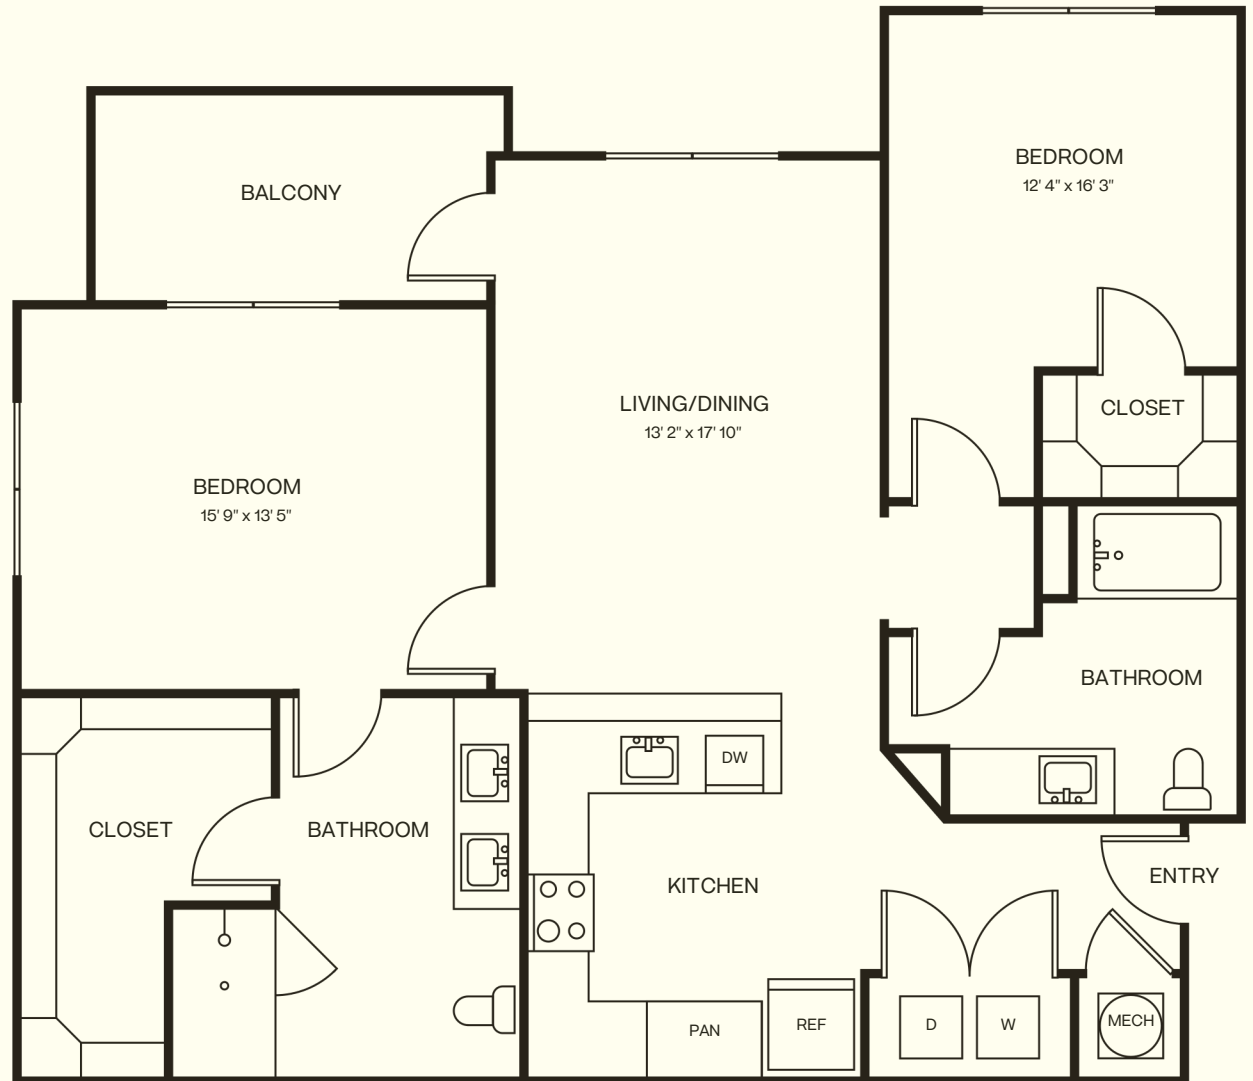 BEDROOM
12' 4" x 16' 3"
BALCONY
LIVING/DINING
13' 2" x 17' 10"
CLOSET
BEDROOM
15' 9" x 13' 5"
BATHROOM
DW
CLOSET
BATHROOM
KITCHEN
ENTRY
PAN
REF
D
W
MECH